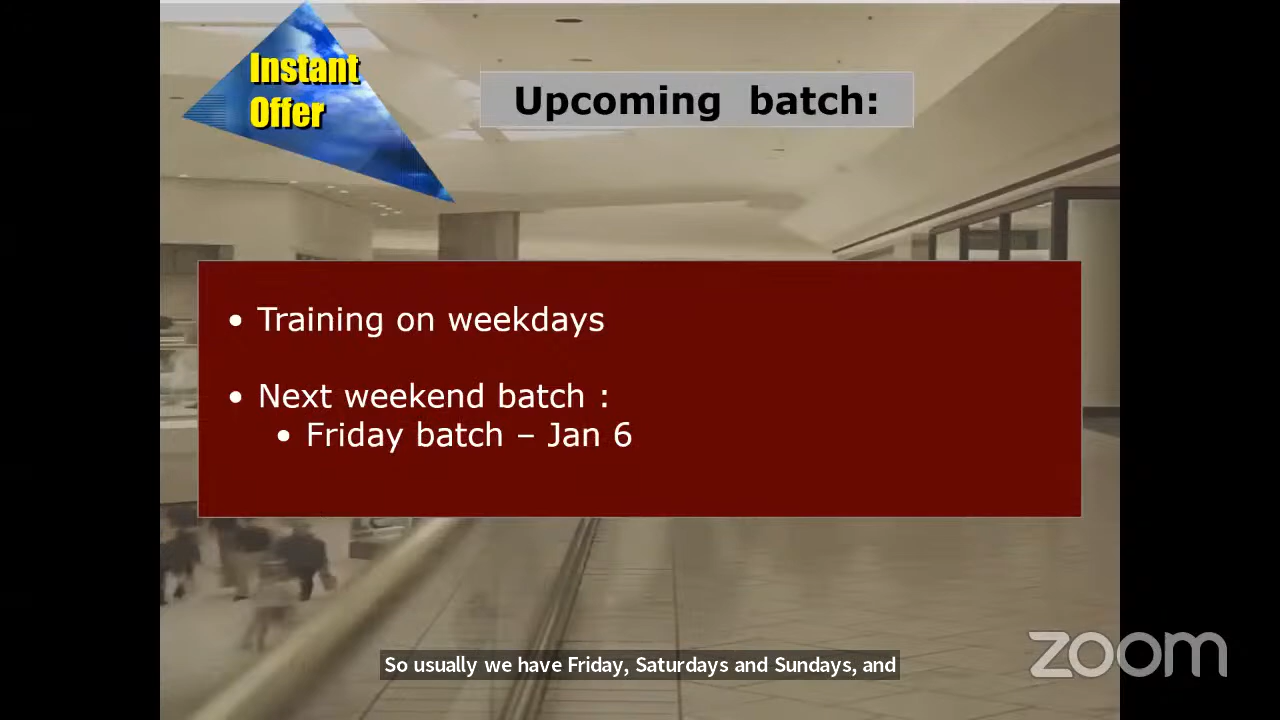 Instant
Offer
Upcoming batch:
• Training on weekdays
• Next weekend batch :
• Friday batch – Jan 6
So usually we have Friday, Saturdays and Sundays, and
zoom